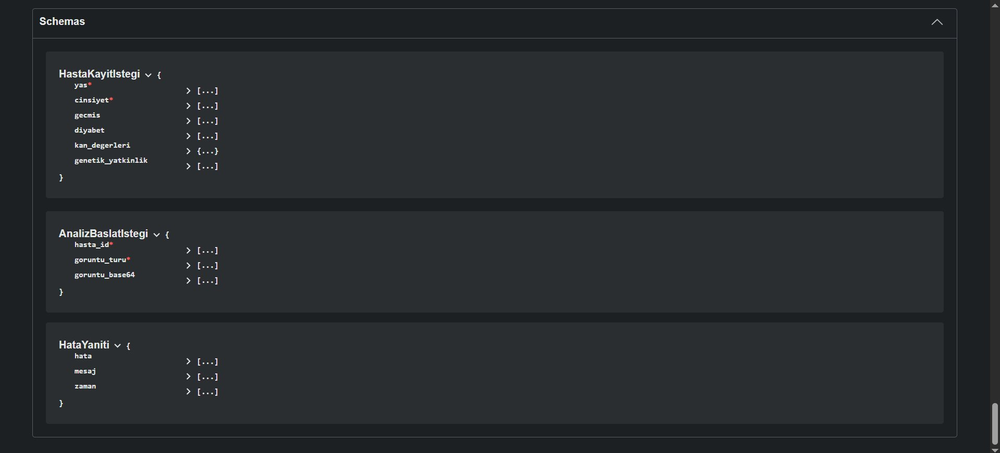 Schemas
HastaKayitIstegi {
yas* [...]
cinsiyet* [...]
gecmis [...]
diyabet [...]
kan_degerleri {...}
genetik_yatkinlik [...]
}
AnalizBaslatIstegi {
hasta_id* [...]
goruntu_turu* [...]
goruntu_base64 [...]
}
HataYaniti {
hata [...]
mesaj [...]
zaman [...]
}